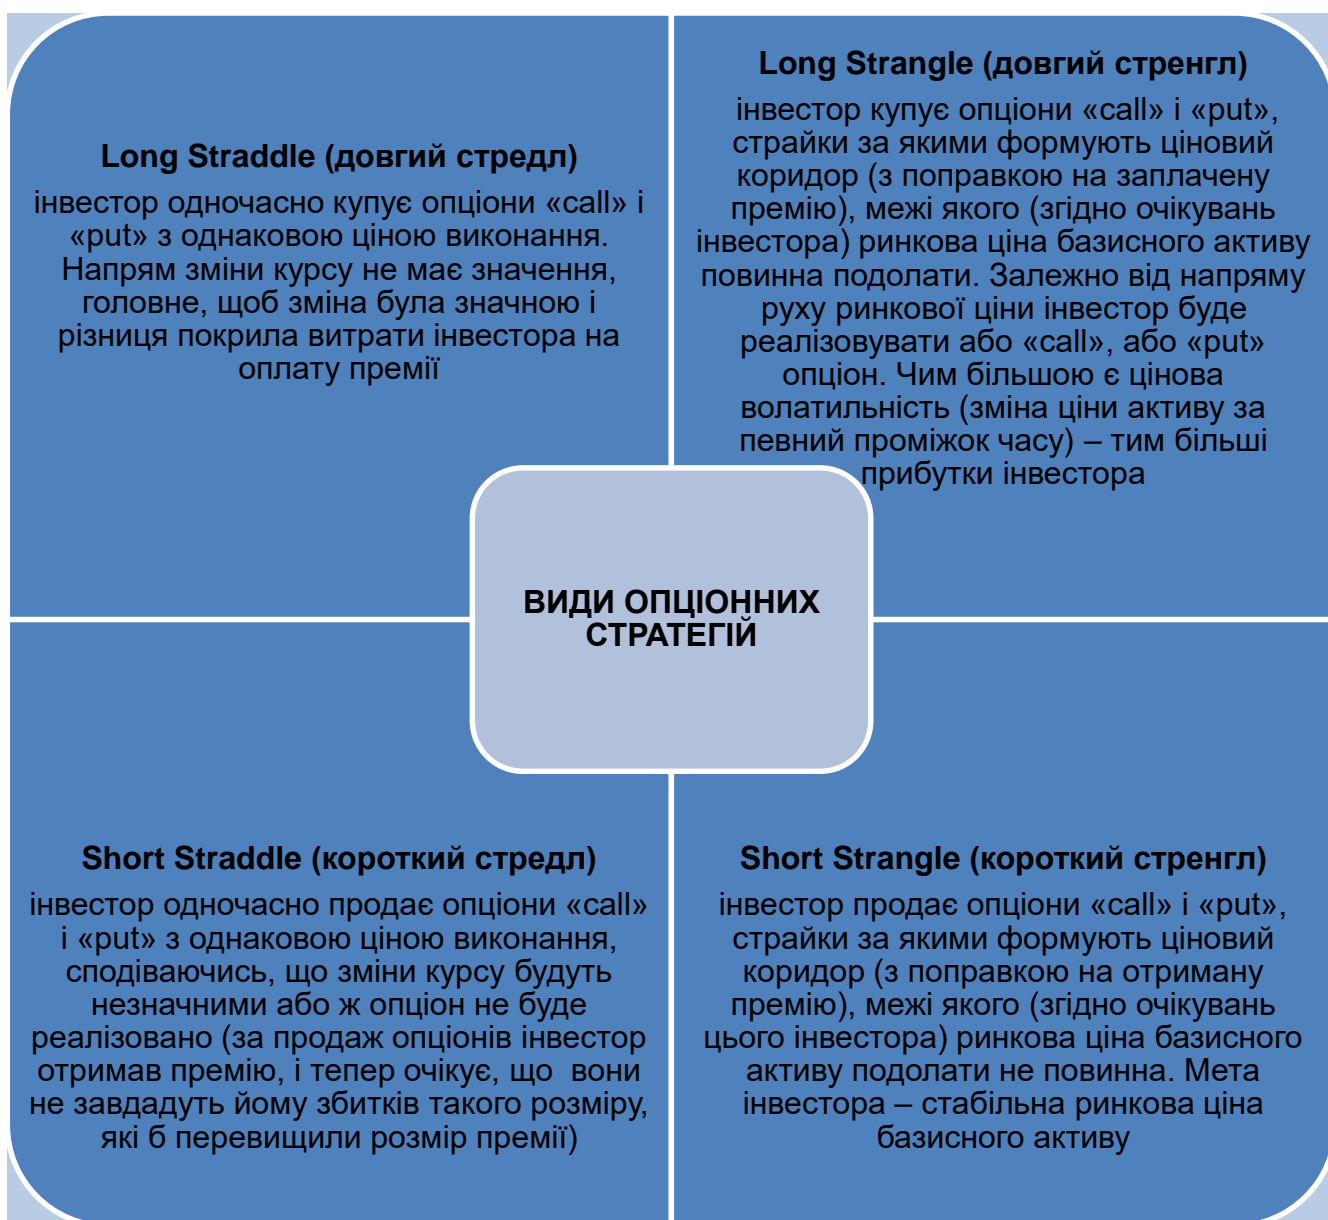 Long Straddle (довгий стредл)
інвестор одночасно купує опціони «call» і
«put» з однаковою ціною виконання.
Напрям зміни курсу не має значення,
головне, щоб зміна була значною і
різниця покрила витрати інвестора на
оплату премії
Long Strangle (довгий стренгл)
інвестор купує опціони «call» і «put»,
страйки за якими формують ціновий
коридор (з поправкою на заплачену
премію), межі якого (згідно очікувань
інвестора) ринкова ціна базисного активу
повинна подолати. Залежно від напряму
руху ринкової ціни інвестор буде
реалізовувати або «call», або «put»
опціон. Чим більшою є цінова
волатильність (зміна ціни активу за
певний проміжок часу) – тим більші
прибутки інвестора
ВИДИ ОПЦІОННИХ
СТРАТЕГІЙ
Short Straddle (короткий стредл)
інвестор одночасно продає опціони «call»
і «put» з однаковою ціною виконання,
сподіваючись, що зміни курсу будуть
незначними або ж опціон не буде
реалізовано (за продаж опціонів інвестор
отримав премію, і тепер очікує, що  вони
не завдадуть йому збитків такого розміру,
які б перевищили розмір премії)
Short Strangle (короткий стренгл)
інвестор продає опціони «call» і «put»,
страйки за якими формують ціновий
коридор (з поправкою на отриману
премію), межі якого (згідно очікувань
цього інвестора) ринкова ціна базисного
активу подолати не повинна. Мета
інвестора – стабільна ринкова ціна
базисного активу